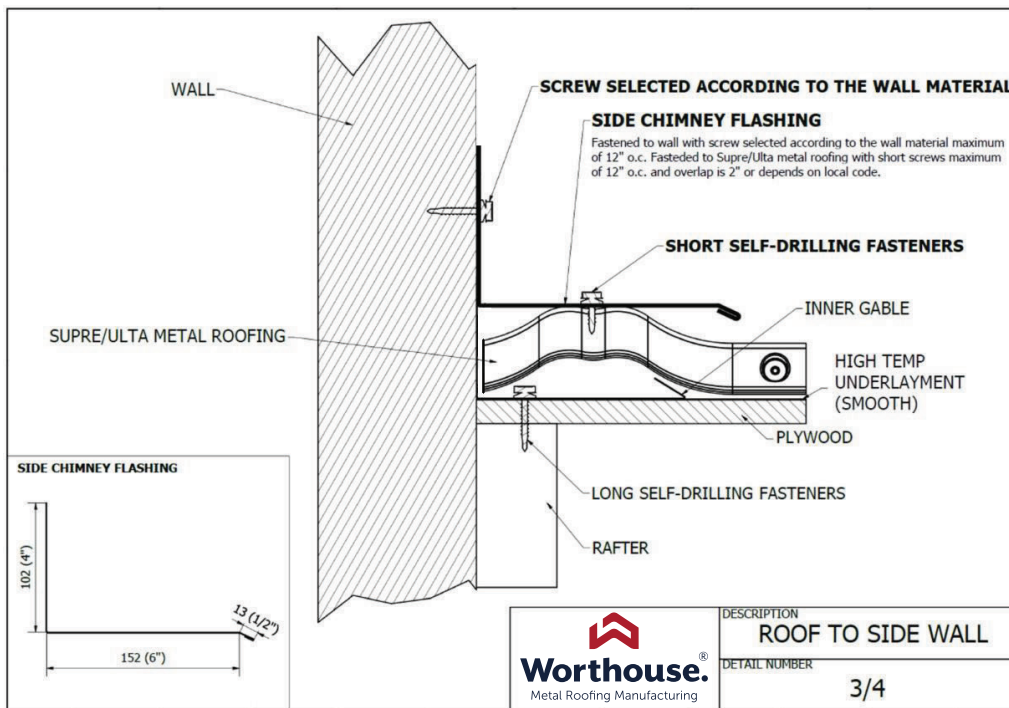 WALL
SCREW SELECTED ACCORDING TO THE WALL MATERIAL
SIDE CHIMNEY FLASHING
Fastened to wall with screw selected according to the wall material maximum
of 12" o.c. Fasteded to Supre/Ulta metal roofing with short screws maximum
of 12" o.c. and overlap is 2" or depends on local code.
SHORT SELF-DRILLING FASTENERS
INNER GABLE
SUPRE/ULTA METAL ROOFING
HIGH TEMP
UNDERLAYMENT
(SMOOTH)
PLYWOOD
LONG SELF-DRILLING FASTENERS
RAFTER
SIDE CHIMNEY FLASHING
102 (4")
13 (1/2")
152 (6")
Worthouse.®
Metal Roofing Manufacturing
DESCRIPTION
ROOF TO SIDE WALL
DETAIL NUMBER
3/4